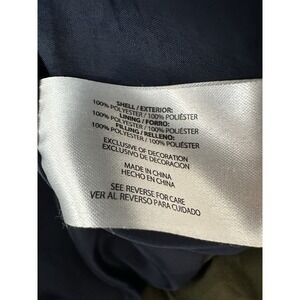 SHELL / EXTERIOR:
100% POLYESTER / 100% POLIÉSTER
LINING / FORRO:
100% POLYESTER / 100% POLIÉSTER
FILLING / RELLENO:
100% POLYESTER / 100% POLIÉSTER
EXCLUSIVE OF DECORATION
EXCLUSIVO DE DECORACION
MADE IN CHINA
HECHO EN CHINA
SEE REVERSE FOR CARE
VER AL REVERSO PARA CUIDADO